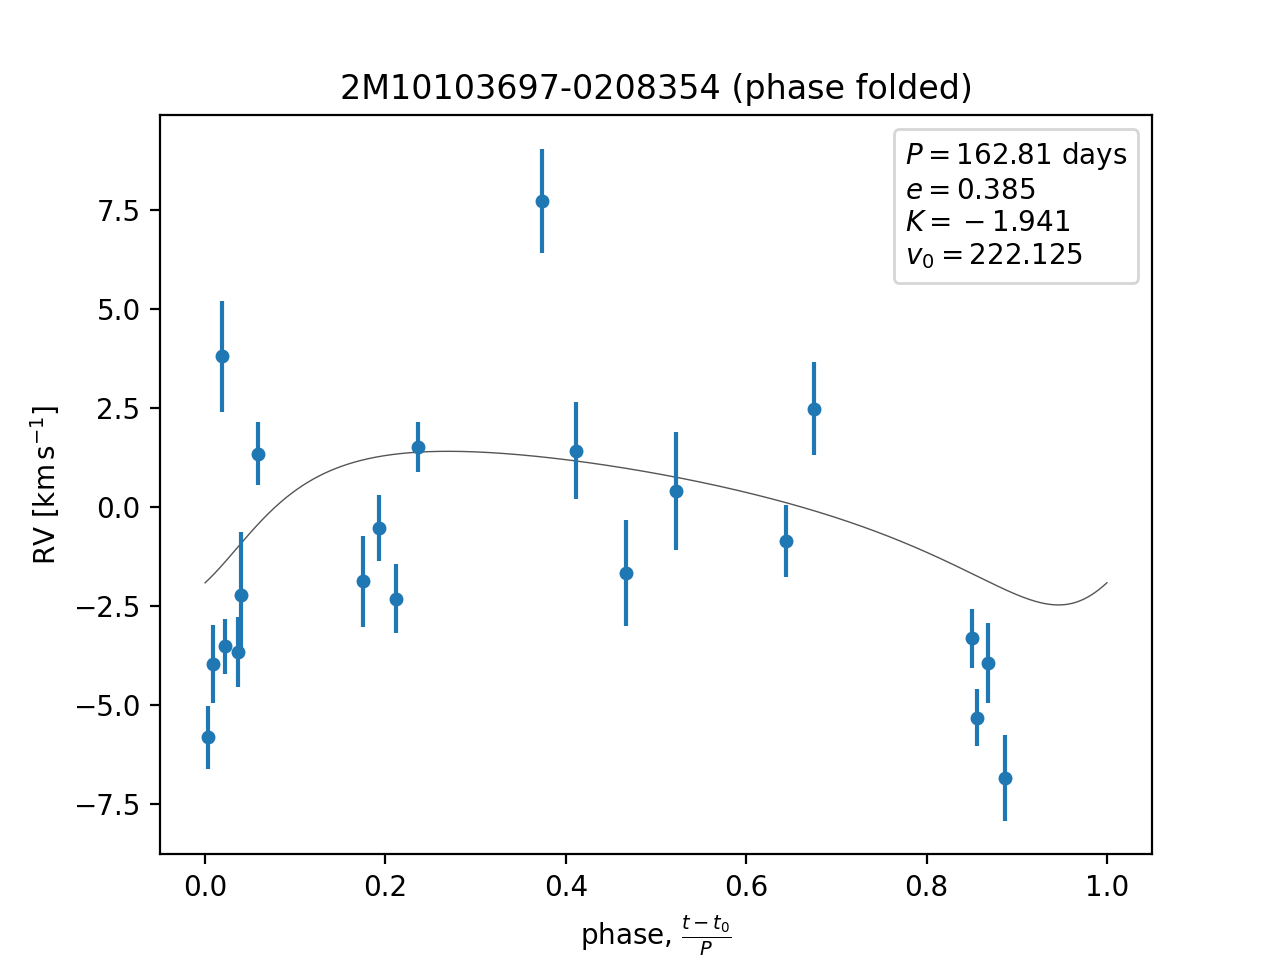 2M10103697-0208354 (phase folded)
P = 162.81 days
e = 0.385
K = −1.941
v₀ = 222.125
RV [km s⁻¹]
7.5
5.0
2.5
0.0
−2.5
−5.0
−7.5
0.0 0.2 0.4 0.6 0.8 1.0
phase, (t − t₀)/P